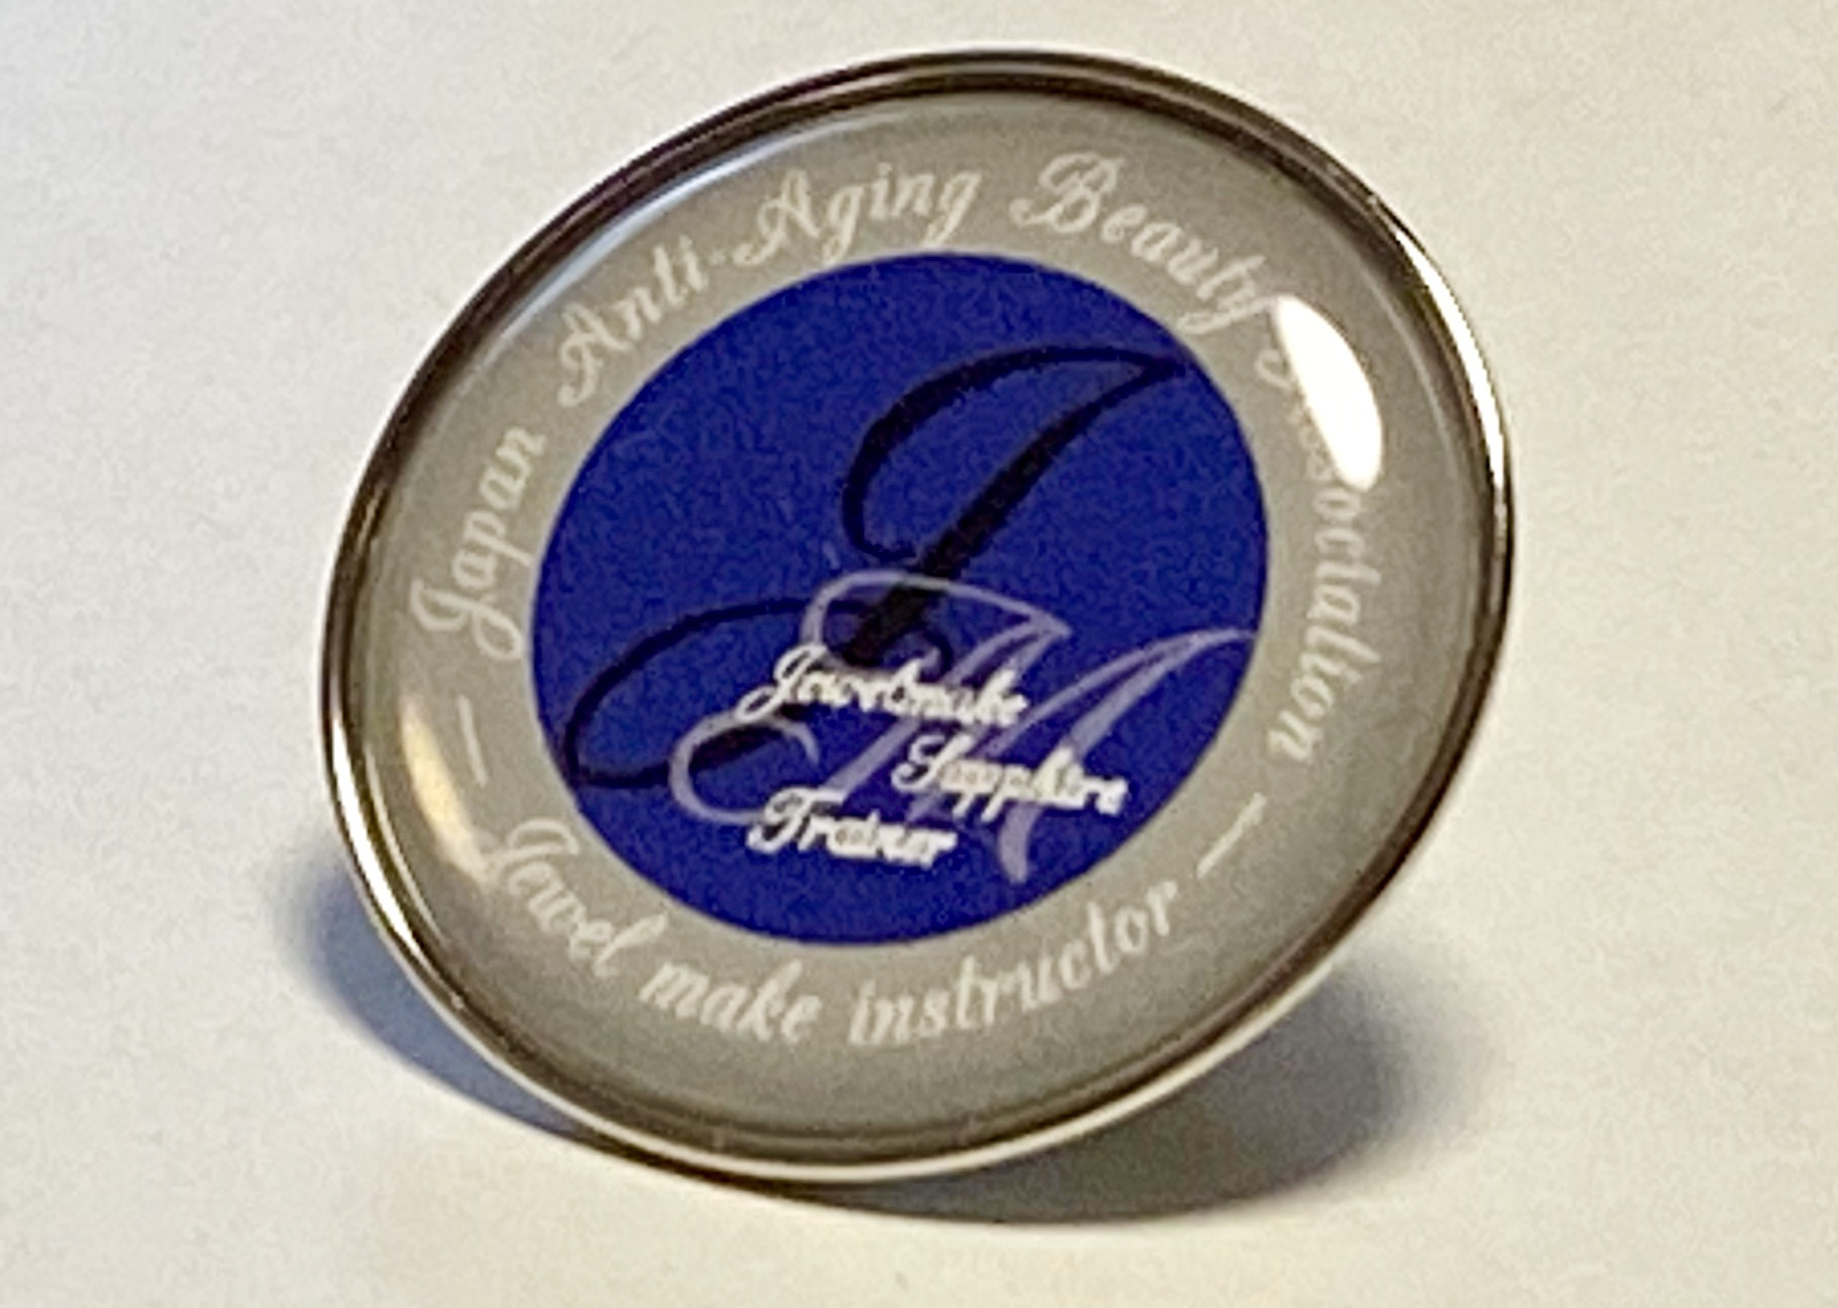 Japan Anti-Aging Beauty Association
J M
Jewelmake
Sapphire
Trainer
— Jewel make instructor —